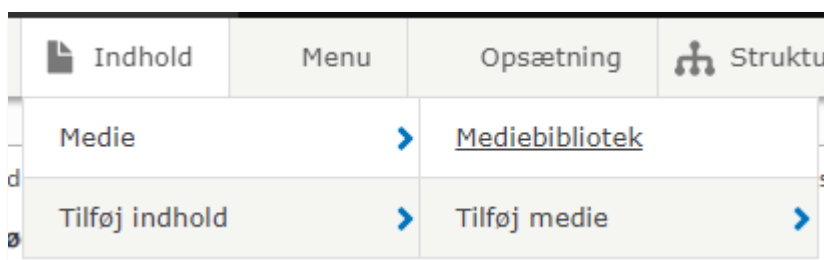 Indhold Menu Opsætning Struktu
Medie Mediebibliotek
Tilføj indhold Tilføj medie